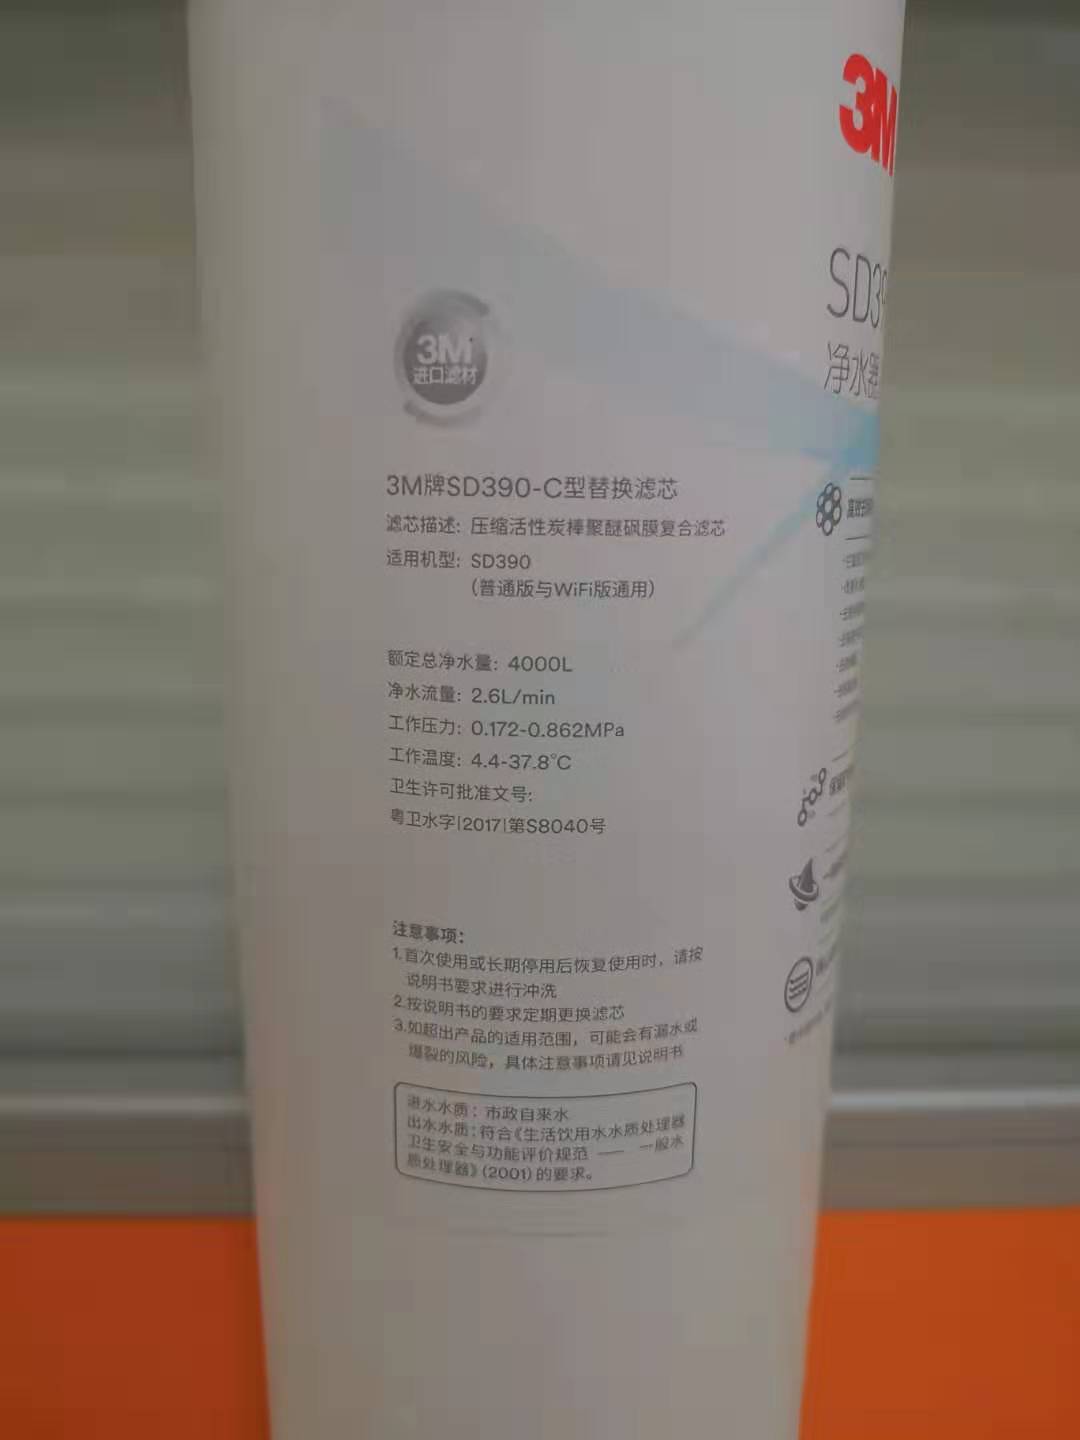 3M
SD39
净水器
3M
进口滤材
3M牌SD390-C型替换滤芯
滤芯描述: 压缩活性炭棒聚醚砜膜复合滤芯
适用机型: SD390
（普通版与WiFi版通用）
额定总净水量: 4000L
净水流量: 2.6L/min
工作压力: 0.172-0.862MPa
工作温度: 4.4-37.8°C
卫生许可批准文号:
粤卫水字[2017]第S8040号
注意事项:
1.首次使用或长期停用后恢复使用时，请按
说明书要求进行冲洗
2.按说明书的要求定期更换滤芯
3.如超出产品的适用范围，可能会有漏水或
爆裂的风险，具体注意事项请见说明书
进水水质：市政自来水
出水水质：符合《生活饮用水水质处理器
卫生安全与功能评价规范 —— 一般水
质处理器》(2001)的要求。